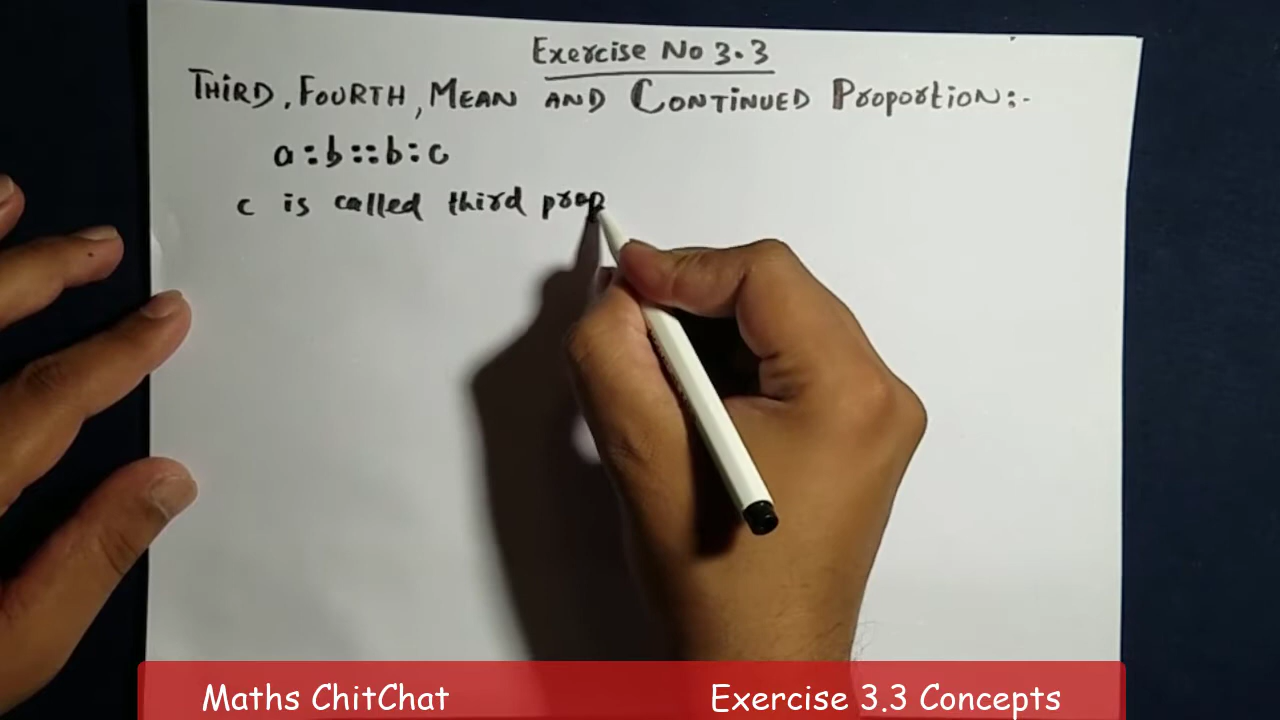 Exercise No 3.3
THIRD, FOURTH, MEAN AND CONTINUED PROPORTION:-
a:b::b:c
c is called third prop
Maths ChitChat
Exercise 3.3 Concepts